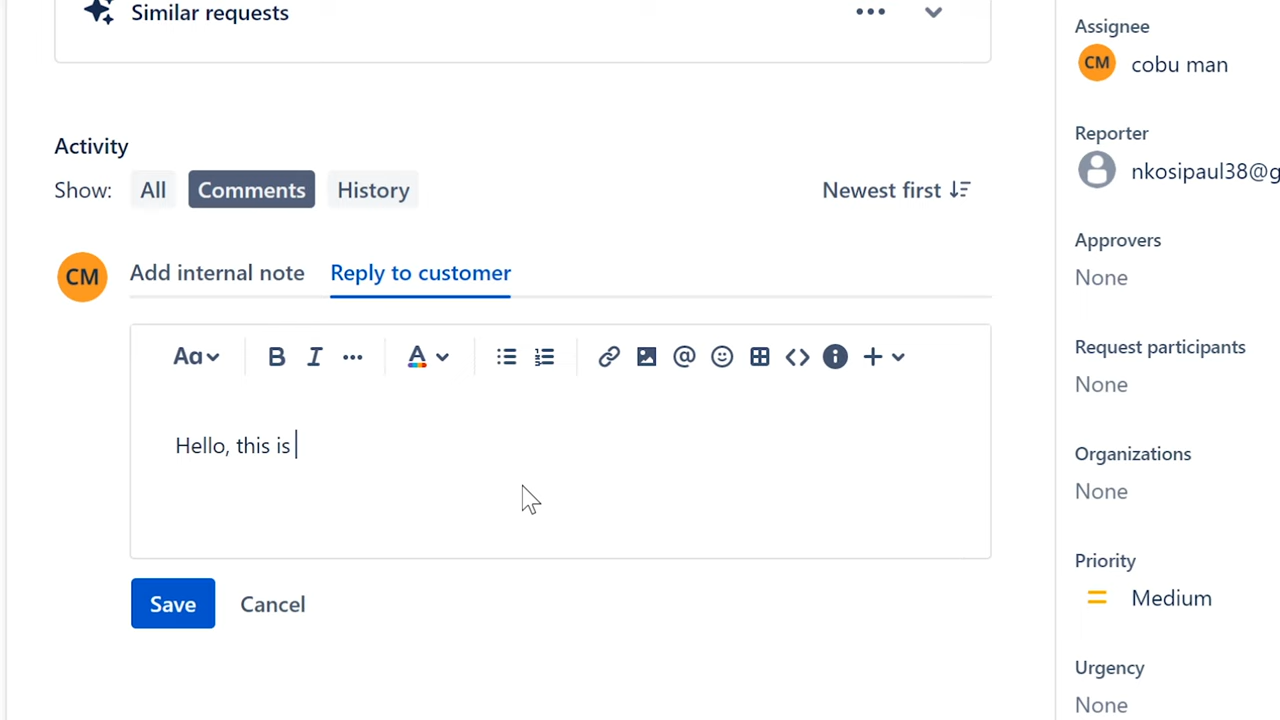 Similar requests
Activity
Show: All Comments History Newest first
CM Add internal note Reply to customer
Aa B I A
Hello, this is
Save Cancel
Assignee
CM cobu man
Reporter
nkosipaul38@g
Approvers
None
Request participants
None
Organizations
None
Priority
Medium
Urgency
None